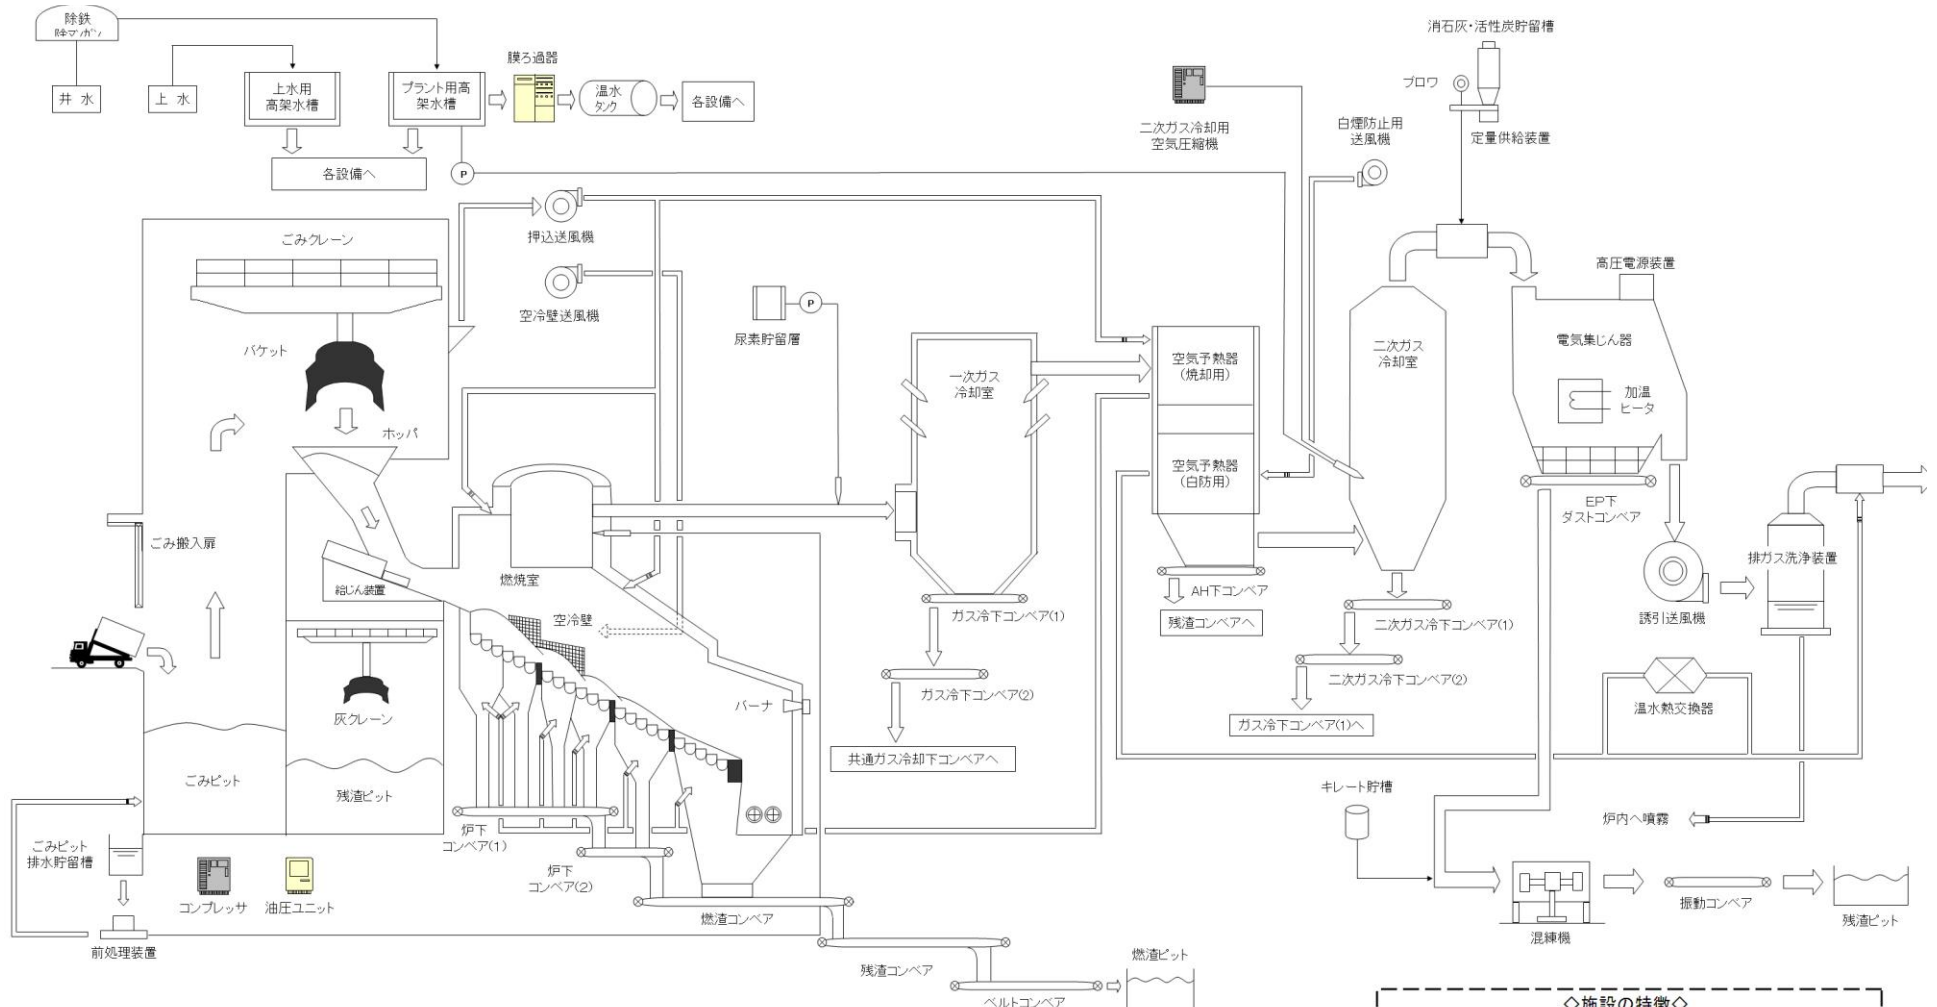 除鉄
除マンガン
井 水
上 水
上水用
高架水槽
プラント用高
架水槽
膜ろ過器
温水
タンク
各設備へ
各設備へ
P
二次ガス冷却用
空気圧縮機
消石灰・活性炭貯留槽
ブロワ
定量供給装置
白煙防止用
送風機
ごみクレーン
バケット
ホッパ
押込送風機
空冷壁送風機
尿素貯留層
P
一次ガス
冷却室
空気予熱器
(焼却用)
空気予熱器
(白防用)
二次ガス
冷却室
高圧電源装置
電気集じん器
加温
ヒータ
EP下
ダストコンベア
排ガス洗浄装置
誘引送風機
ごみ搬入扉
給じん装置
燃焼室
空冷壁
灰クレーン
バーナ
ごみピット
残渣ピット
ガス冷下コンベア(1)
ガス冷下コンベア(2)
共通ガス冷却下コンベアへ
AH下コンベア
残渣コンベアへ
二次ガス冷下コンベア(1)
二次ガス冷下コンベア(2)
ガス冷下コンベア(1)へ
温水熱交換器
キレート貯槽
炉内へ噴霧
ごみピット
排水貯留槽
コンプレッサ
油圧ユニット
前処理装置
炉下
コンベア(1)
炉下
コンベア(2)
燃渣コンベア
残渣コンベア
ベルトコンベア
燃渣ピット
混練機
振動コンベア
残渣ピット
◇施設の特徴◇